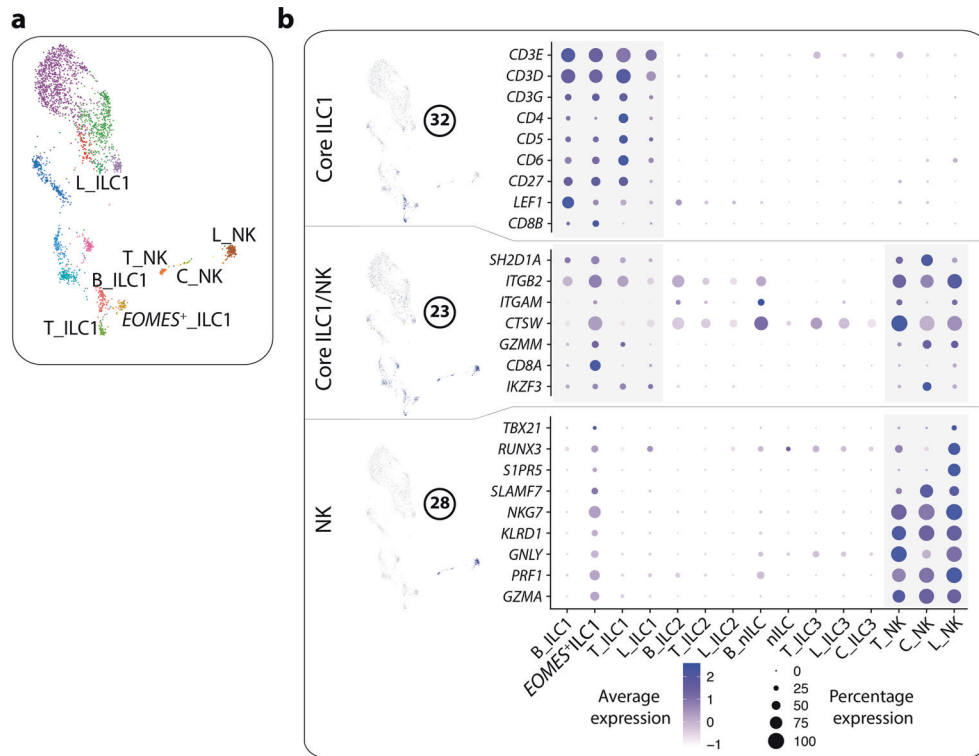 a
L_ILC1
L_NK
T_NK
C_NK
B_ILC1
T_ILC1
EOMES⁺_ILC1
b
Core ILC1
32
CD3E
CD3D
CD3G
CD4
CD5
CD6
CD27
LEF1
CD8B
Core ILC1/NK
23
SH2D1A
ITGB2
ITGAM
CTSW
GZMM
CD8A
IKZF3
NK
28
TBX21
RUNX3
S1PR5
SLAMF7
NKG7
KLRD1
GNLY
PRF1
GZMA
B_ILC1
EOMES⁺ILC1
T_ILC1
L_ILC1
B_ILC2
T_ILC2
L_ILC2
B_nILC
nILC
T_ILC3
L_ILC3
C_ILC3
T_NK
C_NK
L_NK
Average expression
2
1
0
−1
0
25
50
75
100
Percentage expression